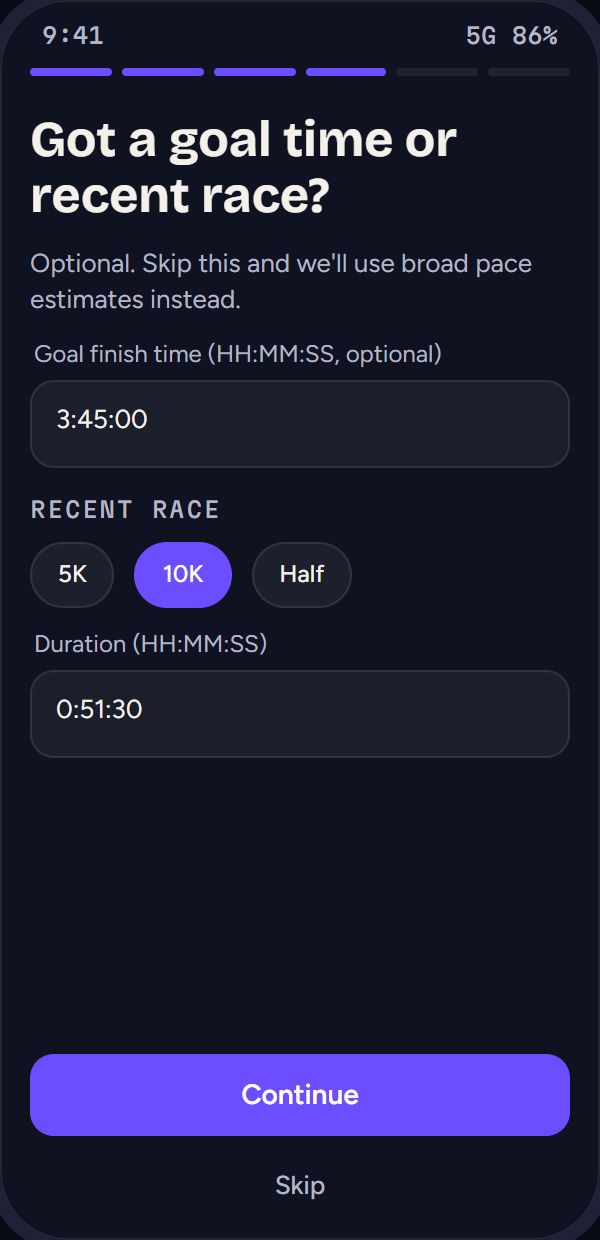 9:41
5G 86%
Got a goal time or
recent race?
Optional. Skip this and we'll use broad pace
estimates instead.
Goal finish time (HH:MM:SS, optional)
3:45:00
RECENT RACE
5K
10K
Half
Duration (HH:MM:SS)
0:51:30
Continue
Skip